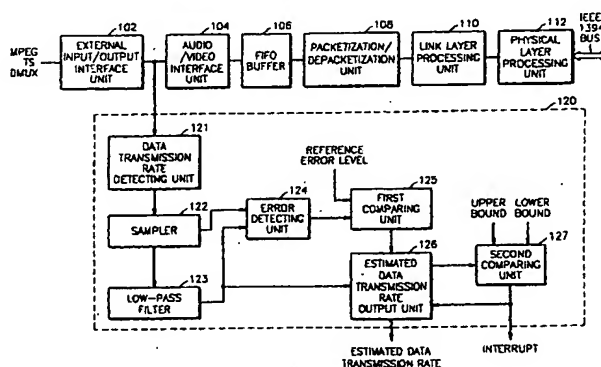 102
EXTERNAL
INPUT/OUTPUT
INTERFACE UNIT
104
AUDIO/VIDEO
INTERFACE
UNIT
106
FIFO
BUFFER
108
PACKETIZATION/
DEPACKETIZATION
UNIT
110
LINK LAYER
PROCESSING
UNIT
112
PHYSICAL
LAYER
PROCESSING
UNIT
IEEE
1394
BUS
MPEG
TS
DMUX
120
121
DATA
TRANSMISSION
RATE
DETECTING UNIT
122
SAMPLER
123
LOW-PASS
FILTER
124
ERROR
DETECTING
UNIT
REFERENCE
ERROR LEVEL
125
FIRST
COMPARING
UNIT
126
ESTIMATED
DATA
TRANSMISSION
RATE
OUTPUT UNIT
UPPER
BOUND
LOWER
BOUND
127
SECOND
COMPARING
UNIT
ESTIMATED DATA
TRANSMISSION RATE
INTERRUPT